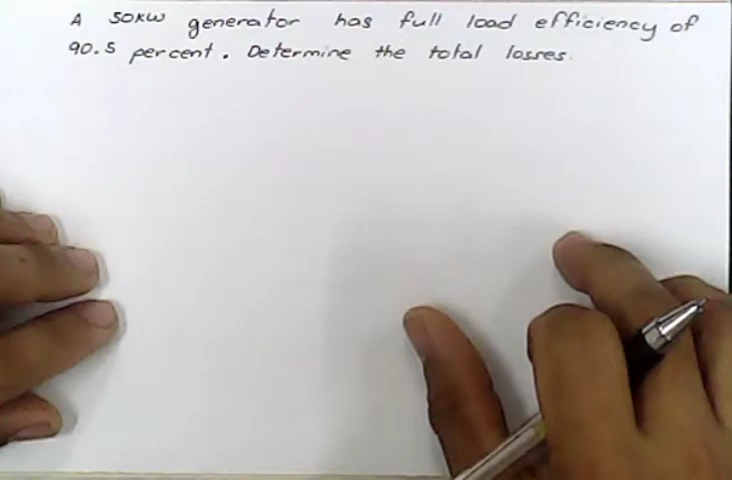 A 50KW generator has full load efficiency of
90.5 percent. Determine the total losses.